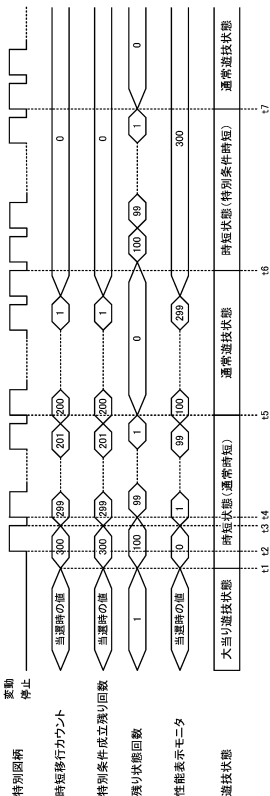 変動
停止
特別図柄
時短移行カウント 当選時の値 300 299 201 200 1 0
特別条件成立残り回数 当選時の値 300 299 201 200 1 0
残り状態回数 1 100 99 1 0 100 99 1 0
性能表示モニタ 当選時の値 0 1 99 100 299 300
遊技状態 大当り遊技状態 時短状態(通常時短) 通常遊技状態 時短状態(特別条件時短) 通常遊技状態
t1 t2 t3 t4 t5 t6 t7